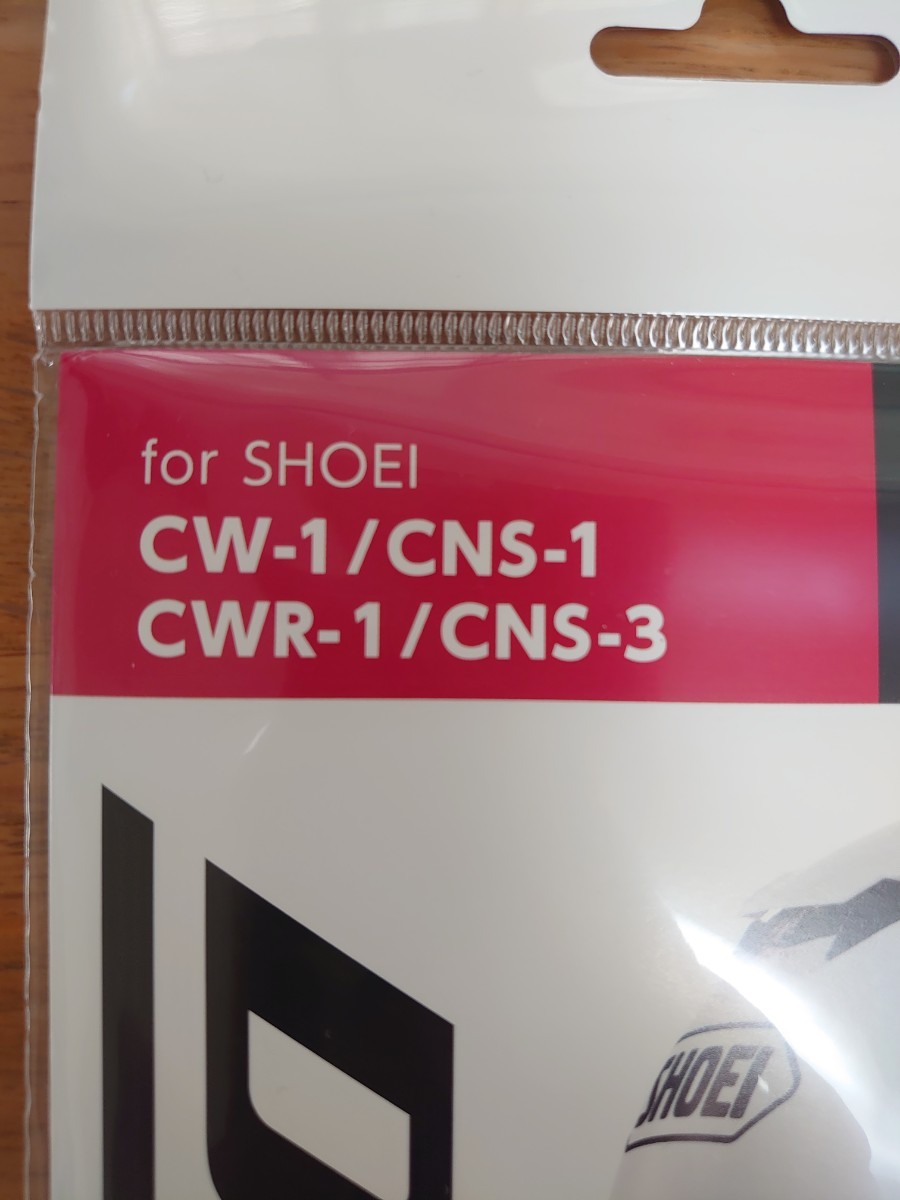 for SHOEI
CW-1/CNS-1
CWR-1/CNS-3
SHOEI